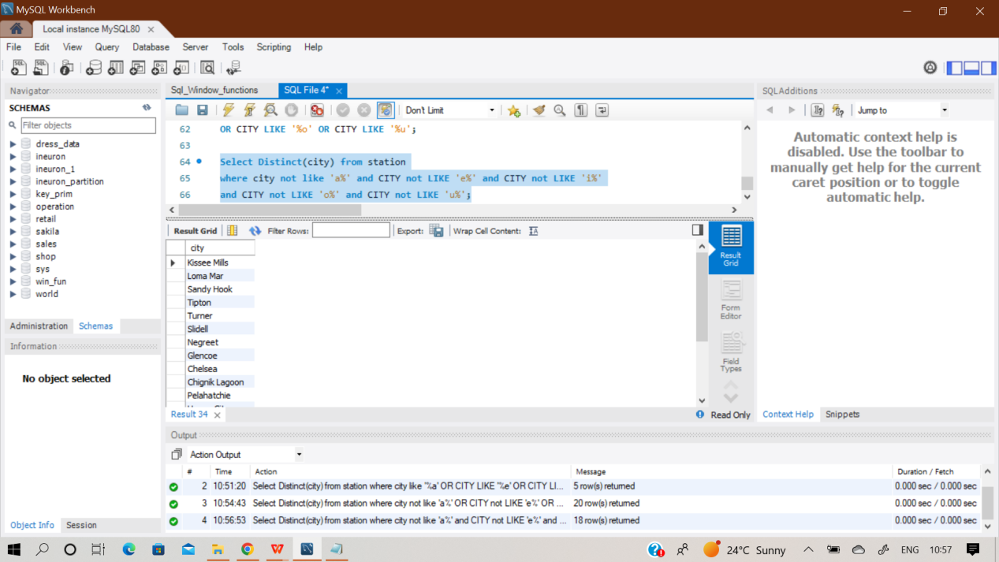 MySQL Workbench
Local instance MySQL80
File Edit View Query Database Server Tools Scripting Help
Navigator
SCHEMAS
Filter objects
dress_data
ineuron
ineuron_1
ineuron_partition
key_prim
operation
retail
sakila
sales
shop
sys
win_fun
world
Administration Schemas
Information
No object selected
Object Info Session
Sql_Window_functions SQL File 4*
Don't Limit
62 OR CITY LIKE '%o' OR CITY LIKE '%u';
63
64 Select Distinct(city) from station
65 where city not like 'a%' and CITY not LIKE 'e%' and CITY not LIKE 'i%'
66 and CITY not LIKE 'o%' and CITY not LIKE 'u%';
Result Grid Filter Rows: Export: Wrap Cell Content:
city
Kissee Mills
Loma Mar
Sandy Hook
Tipton
Turner
Slidell
Negreet
Glencoe
Chelsea
Chignik Lagoon
Pelahatchie
Result
Grid
Form
Editor
Field
Types
Result 34
Read Only
SQLAdditions
Jump to
Automatic context help is
disabled. Use the toolbar to
manually get help for the current
caret position or to toggle
automatic help.
Context Help Snippets
Output
Action Output
# Time Action Message Duration / Fetch
2 10:51:20 Select Distinct(city) from station where city like '%a' OR CITY LIKE '%e' OR CITY LI... 5 row(s) returned 0.000 sec / 0.000 sec
3 10:54:43 Select Distinct(city) from station where city not like 'a%' OR CITY not LIKE 'e%' OR ... 20 row(s) returned 0.000 sec / 0.000 sec
4 10:56:53 Select Distinct(city) from station where city not like 'a%' and CITY not LIKE 'e%' and ... 18 row(s) returned 0.000 sec / 0.000 sec
24°C Sunny ENG 10:57